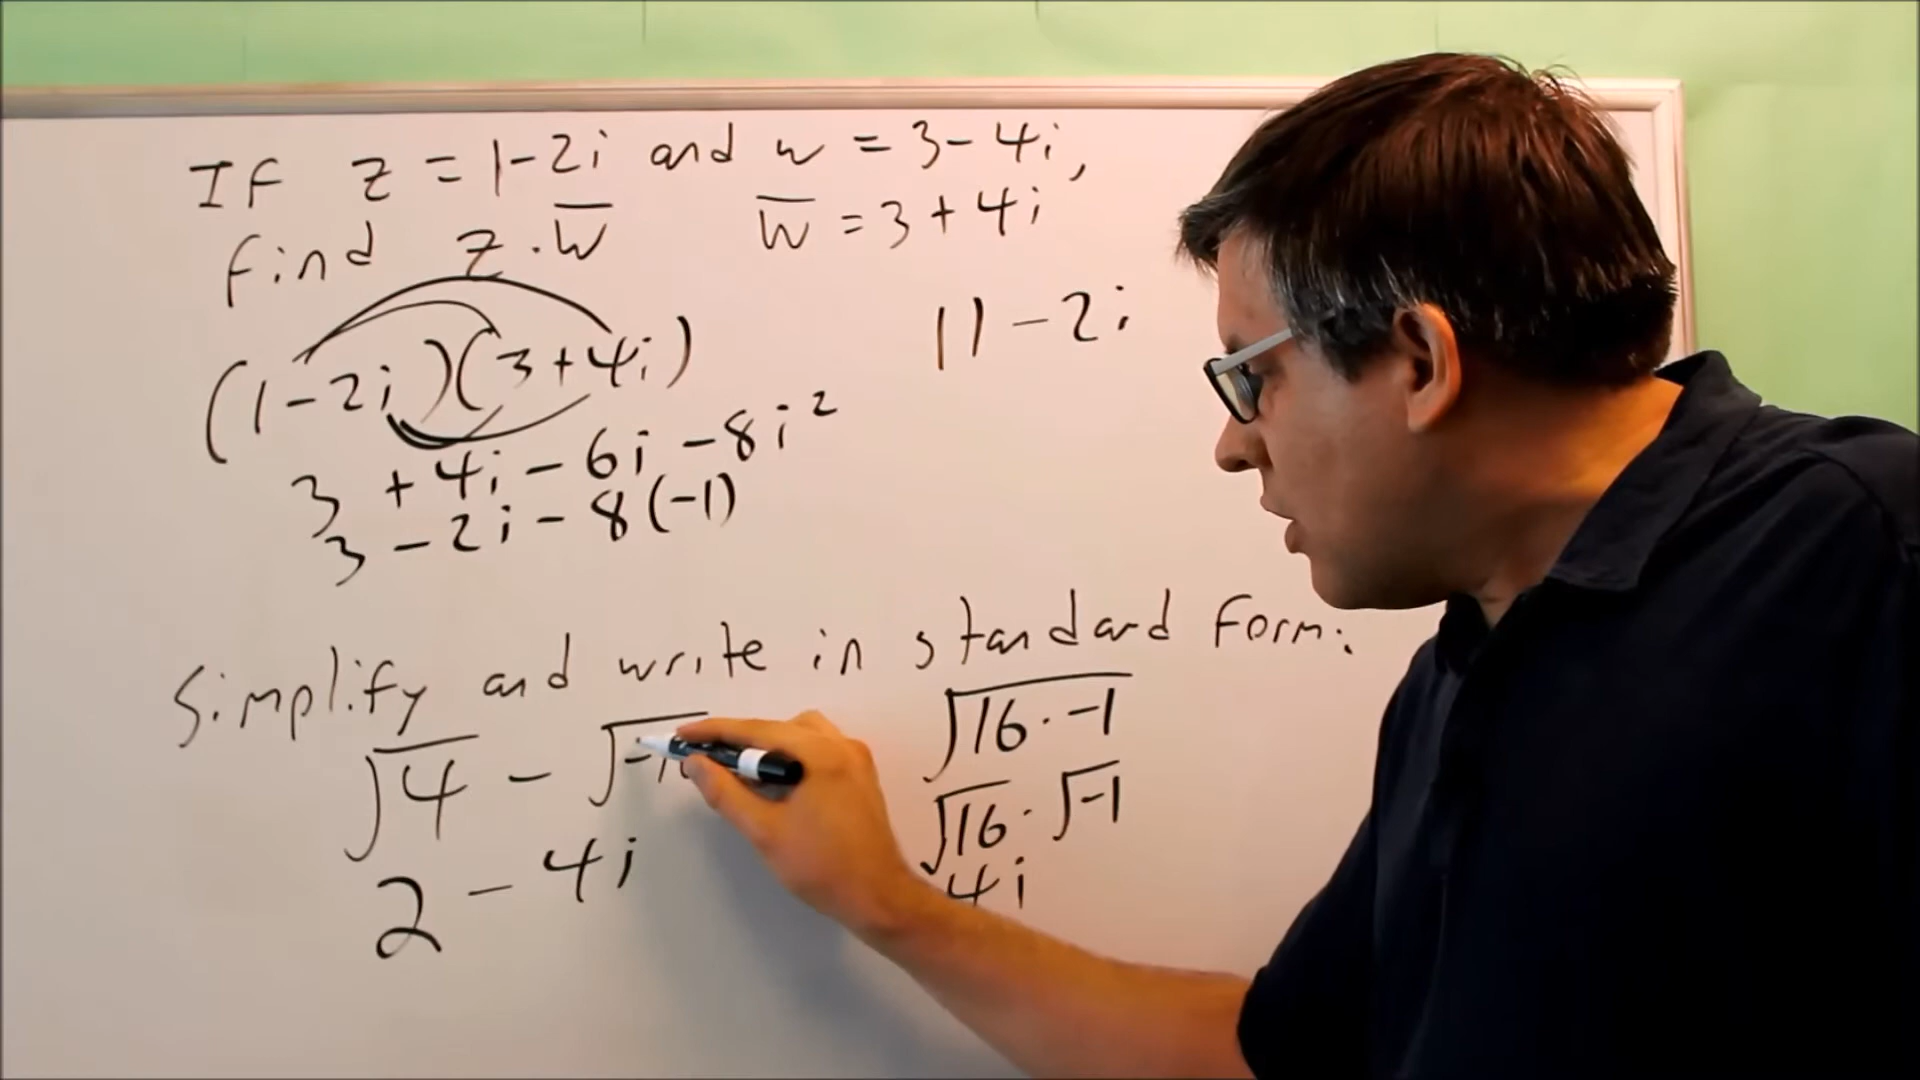 If z = 1-2i and w = 3-4i,
find z · w̅
w̅ = 3+4i
(1-2i)(3+4i)
11-2i
3 + 4i - 6i - 8i²
3 - 2i - 8(-1)
Simplify and write in standard form:
√4 - √-1
√16 · -1
√16 · √-1
2 - 4i
4i